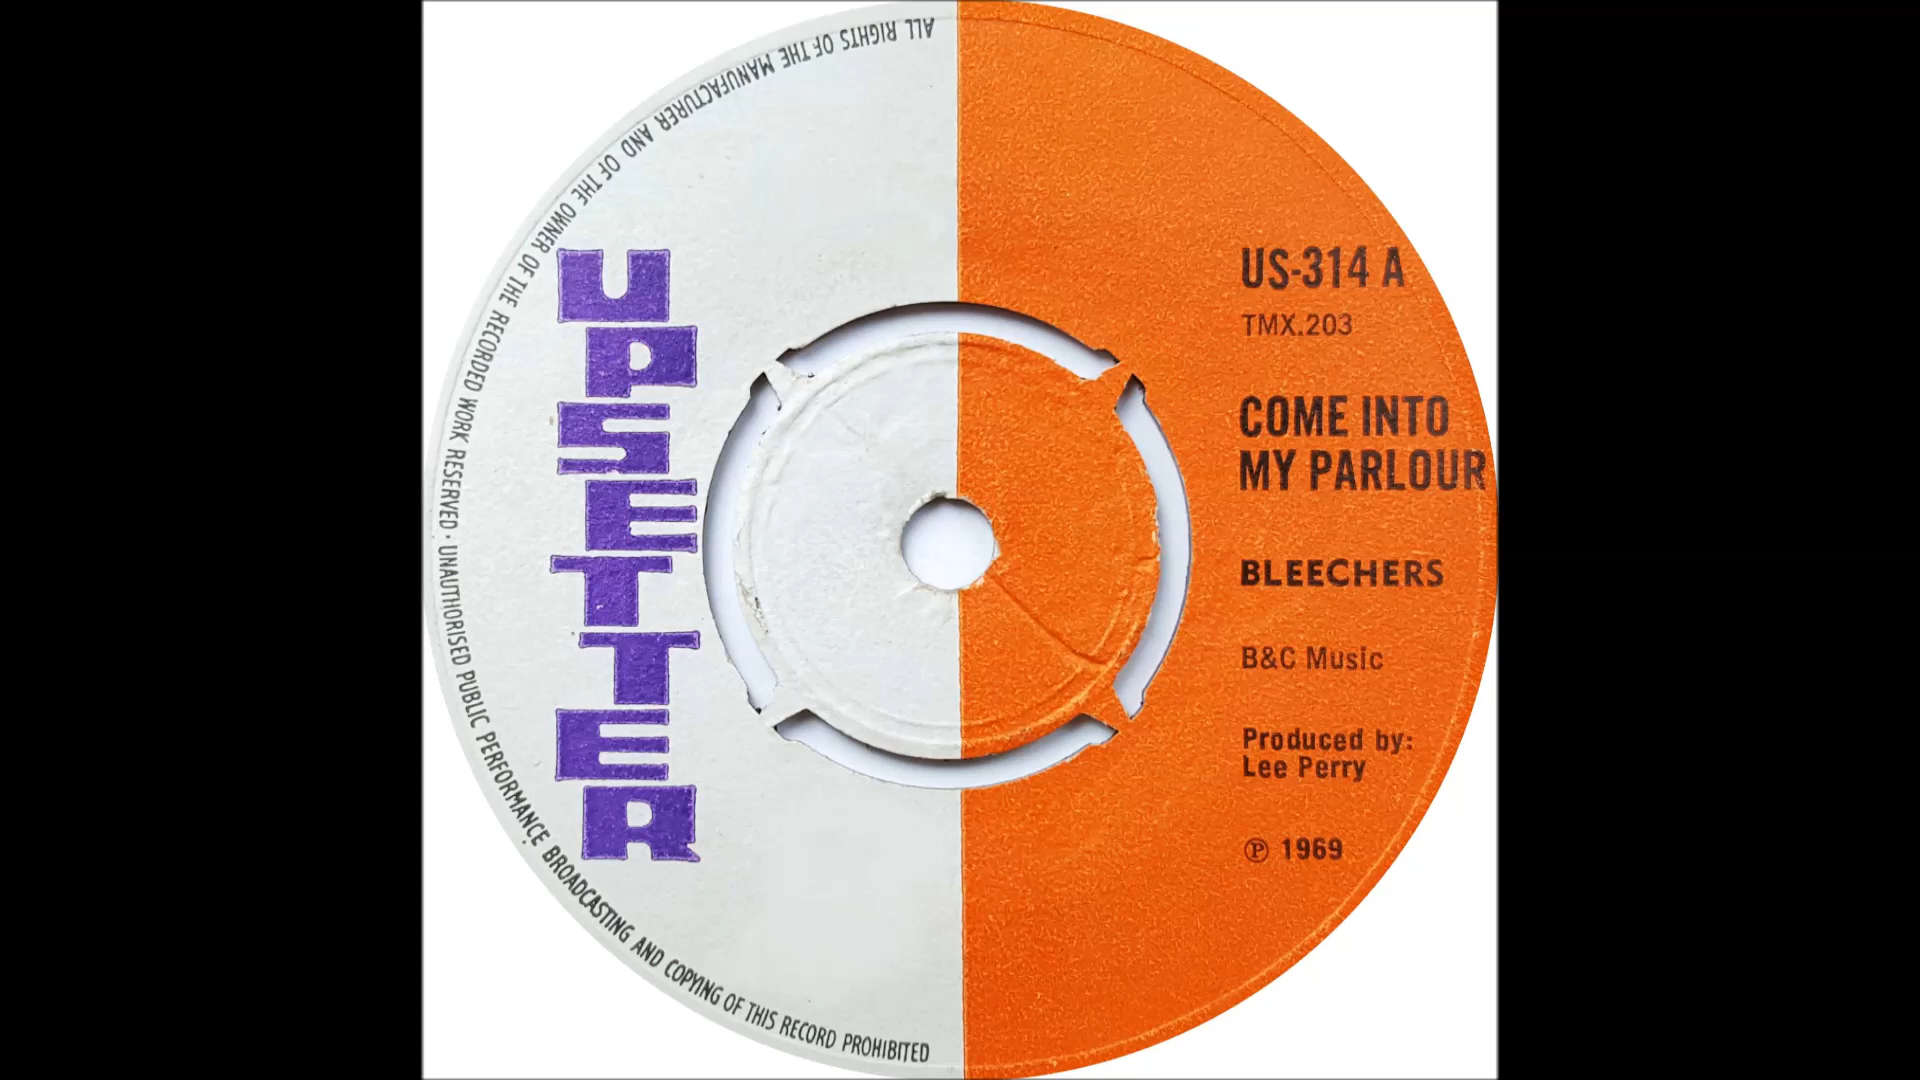 ALL RIGHTS OF THE MANUFACTURER AND OF THE OWNER OF THE RECORDED WORK RESERVED · UNAUTHORISED PUBLIC PERFORMANCE BROADCASTING AND COPYING OF THIS RECORD PROHIBITED
UPSETTER
US-314 A
TMX.203
COME INTO
MY PARLOUR
BLEECHERS
B&C Music
Produced by:
Lee Perry
℗ 1969